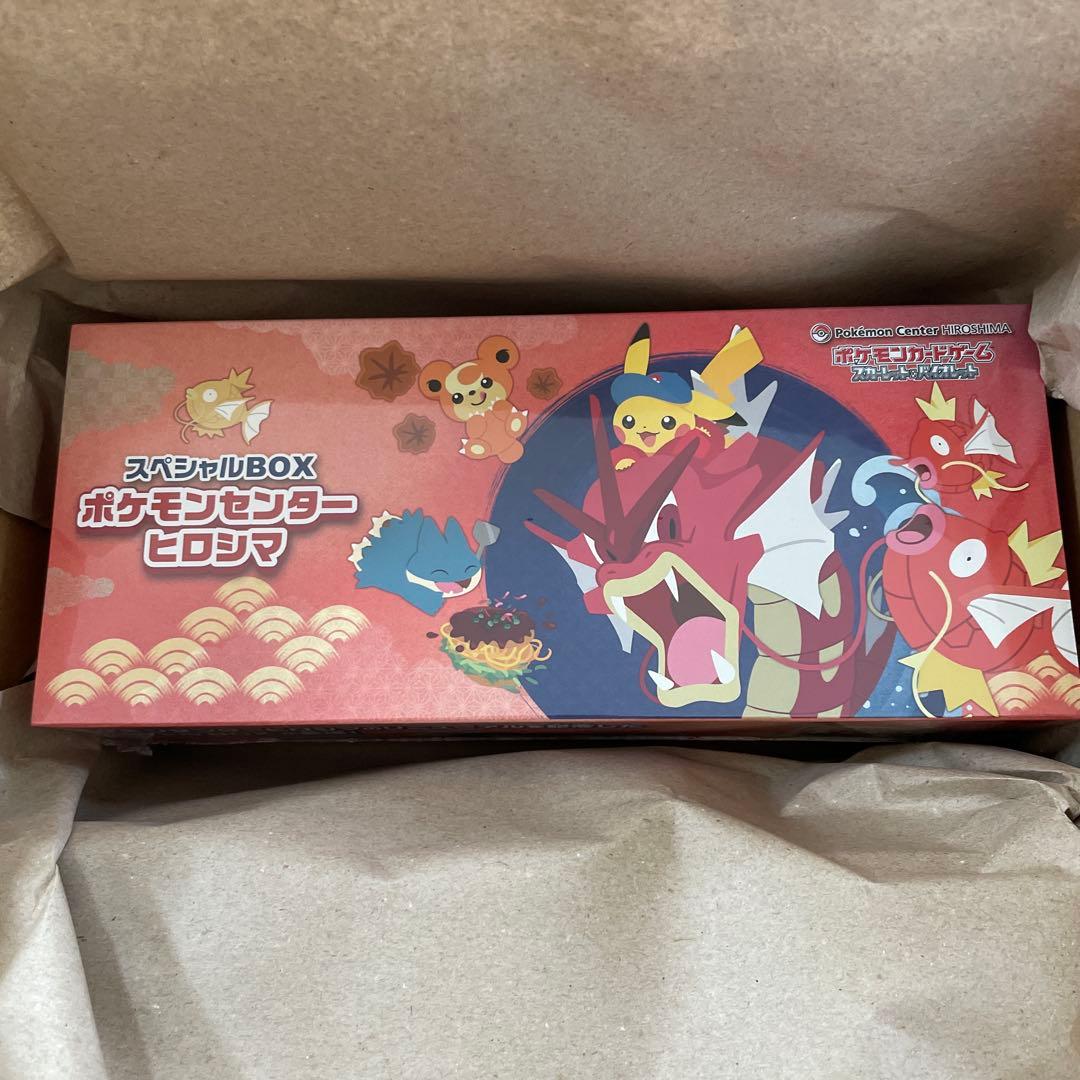 Pokémon Center HIROSHIMA
ポケモンカードゲーム
スカーレット&バイオレット
スペシャルBOX
ポケモンセンター
ヒロシマ